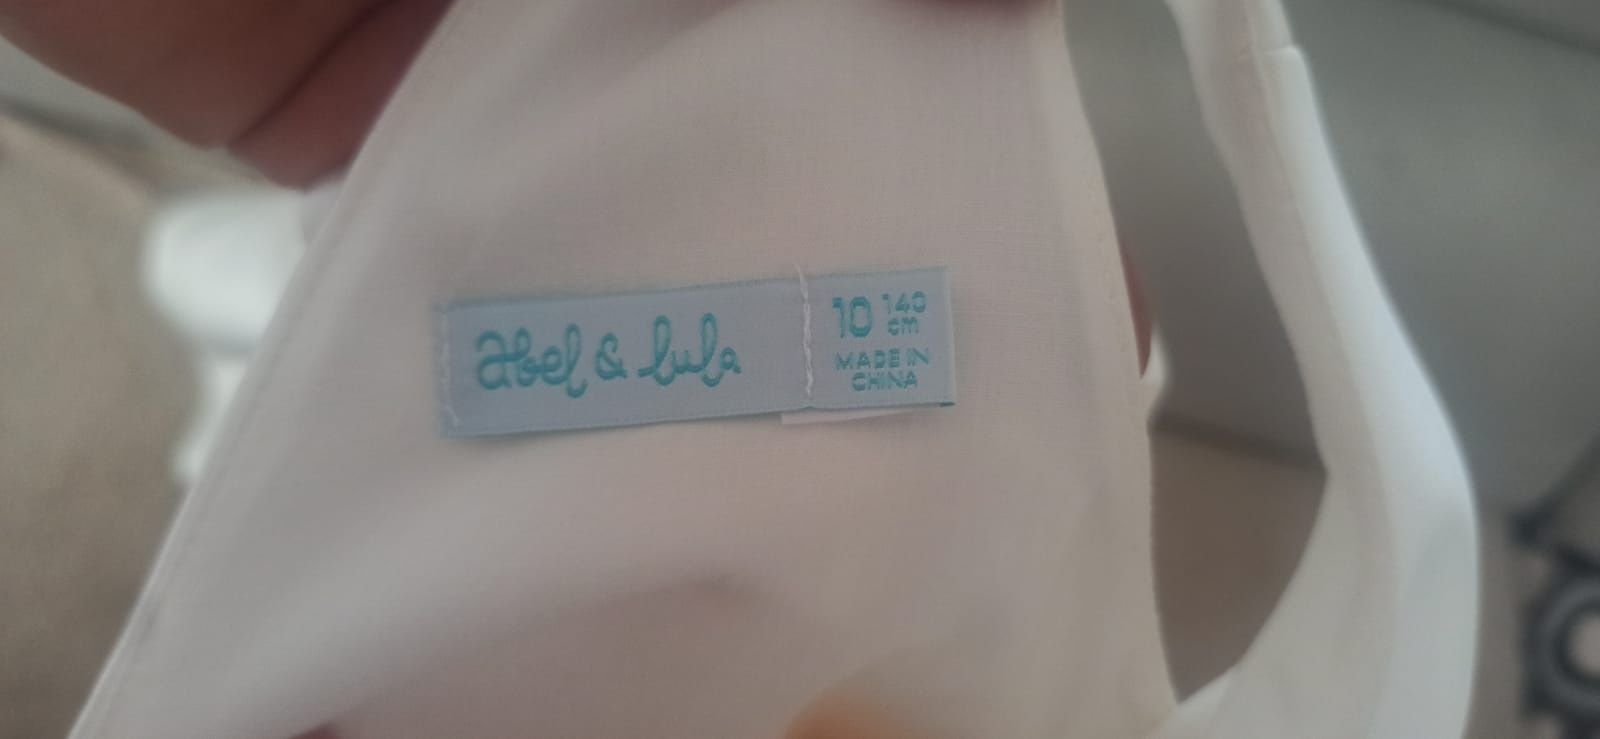 abel & lula
10 140 cm
MADE IN
CHINA